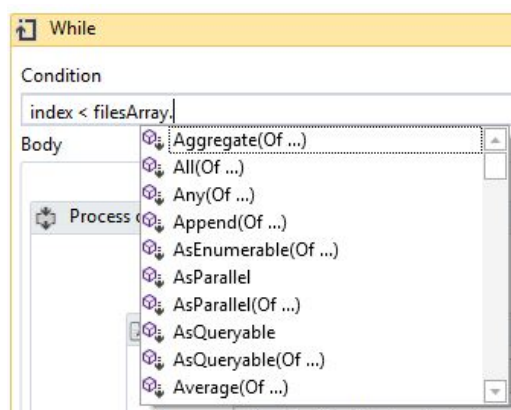 While
Condition
index < filesArray.
Body
Aggregate(Of ...)
All(Of ...)
Any(Of ...)
Process
Append(Of ...)
AsEnumerable(Of ...)
AsParallel
AsParallel(Of ...)
AsQueryable
AsQueryable(Of ...)
Average(Of ...)